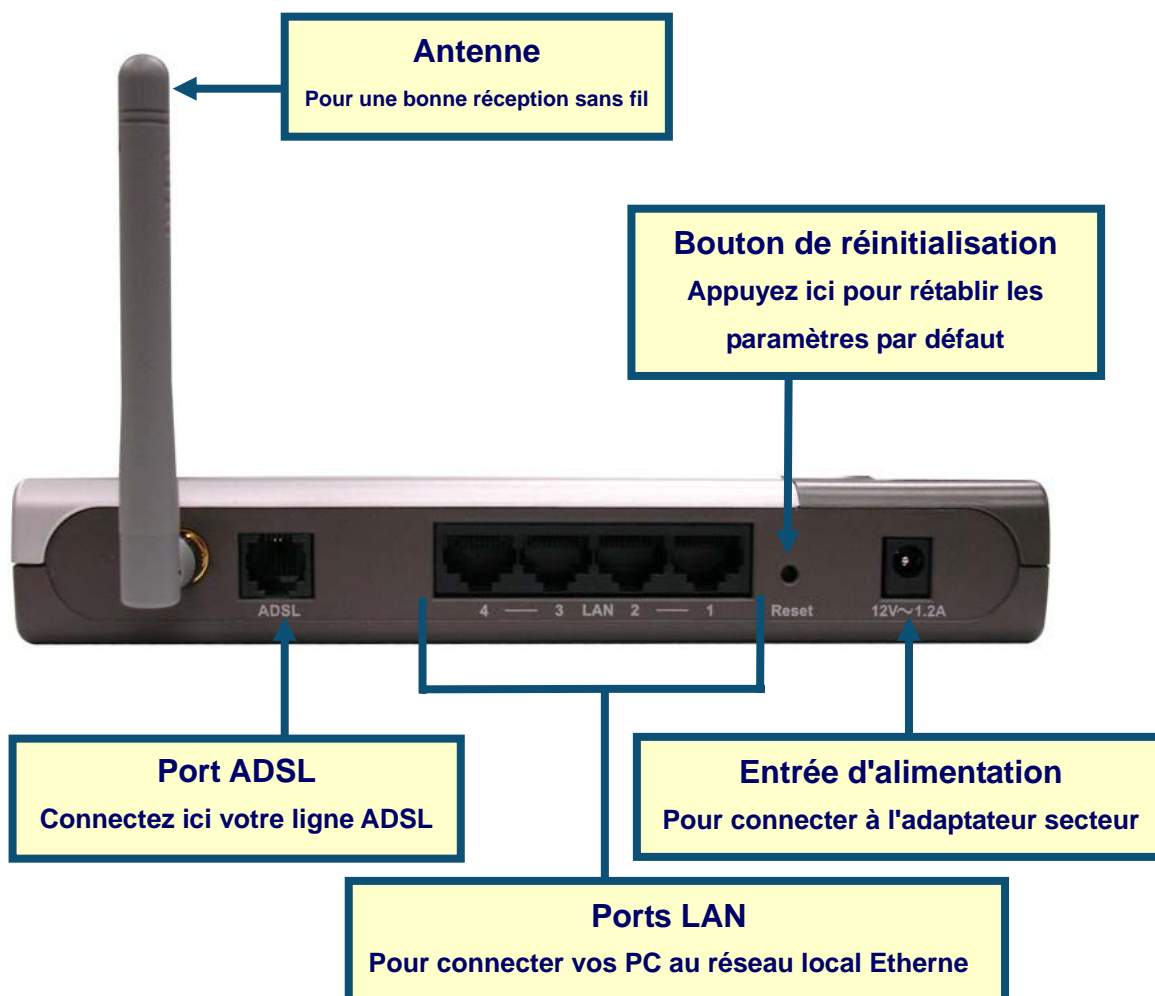 Antenne
Pour une bonne réception sans fil
Bouton de réinitialisation
Appuyez ici pour rétablir les
paramètres par défaut
ADSL
4 — 3 LAN 2 — 1
Reset
12V～1.2A
Port ADSL
Connectez ici votre ligne ADSL
Entrée d'alimentation
Pour connecter à l'adaptateur secteur
Ports LAN
Pour connecter vos PC au réseau local Etherne